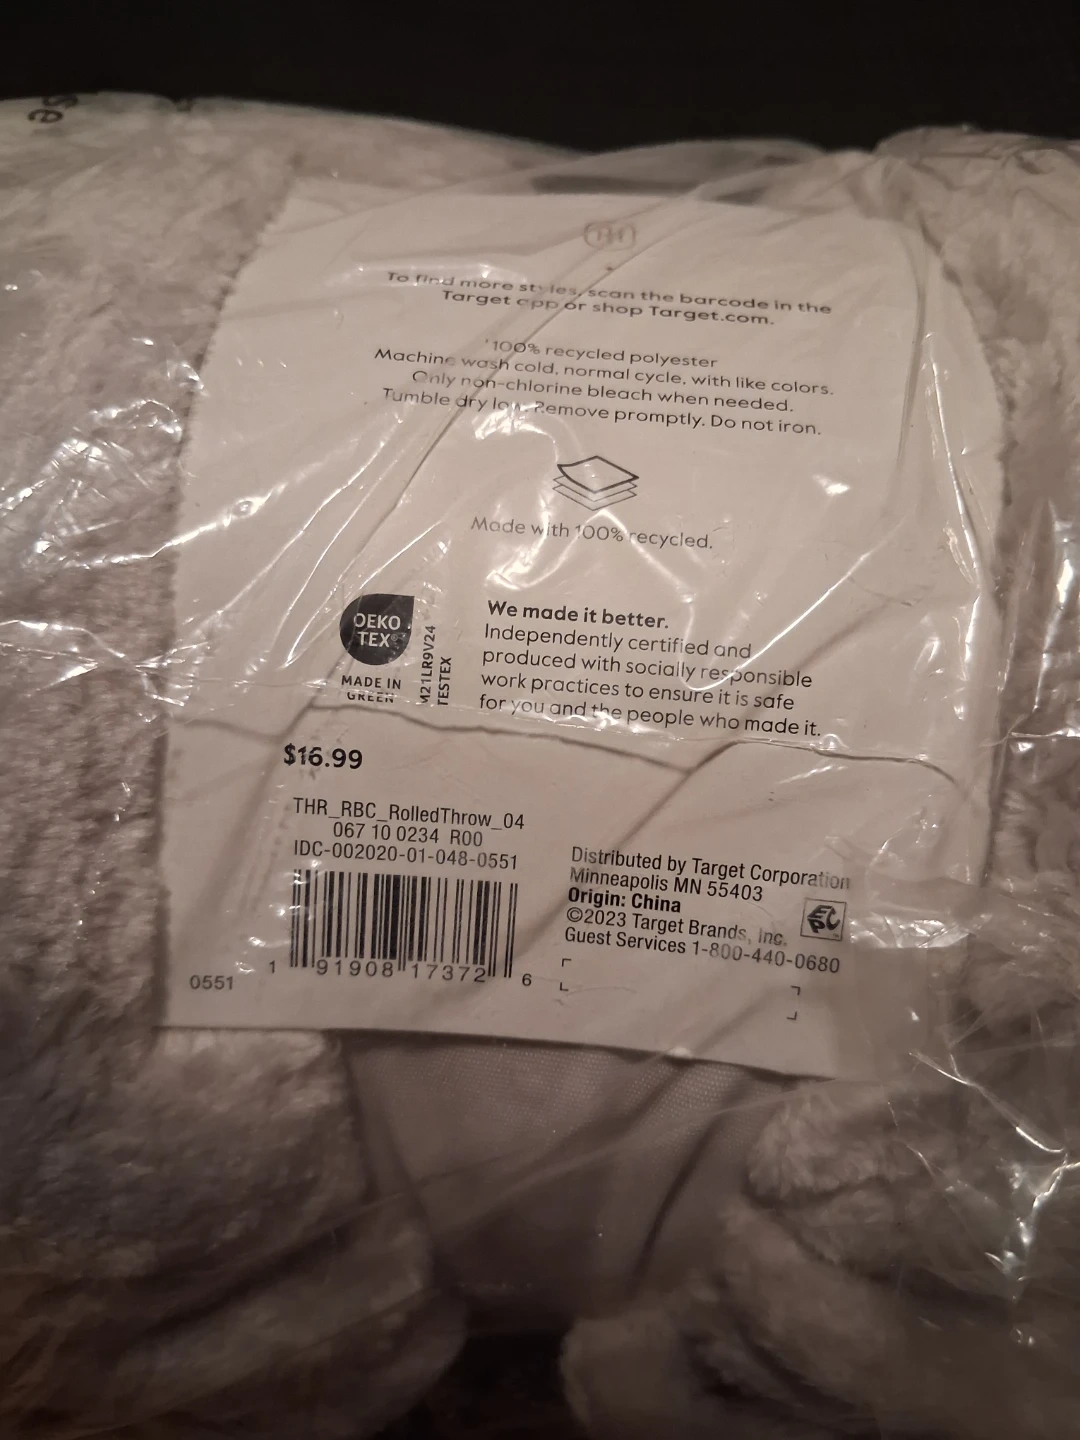 se
To find more styles, scan the barcode in the
Target app or shop Target.com.
100% recycled polyester
Machine wash cold, normal cycle, with like colors.
Only non-chlorine bleach when needed.
Tumble dry low. Remove promptly. Do not iron.
Made with 100% recycled.
OEKO
TEX®
MADE IN
GREEN
M21LR9V24
TESTEX
We made it better.
Independently certified and
produced with socially responsible
work practices to ensure it is safe
for you and the people who made it.
$16.99
THR_RBC_RolledThrow_04
067 10 0234 R00
IDC-002020-01-048-0551
1 91908 17372 6
0551
Distributed by Target Corporation
Minneapolis MN 55403
Origin: China
©2023 Target Brands, Inc.
Guest Services 1-800-440-0680